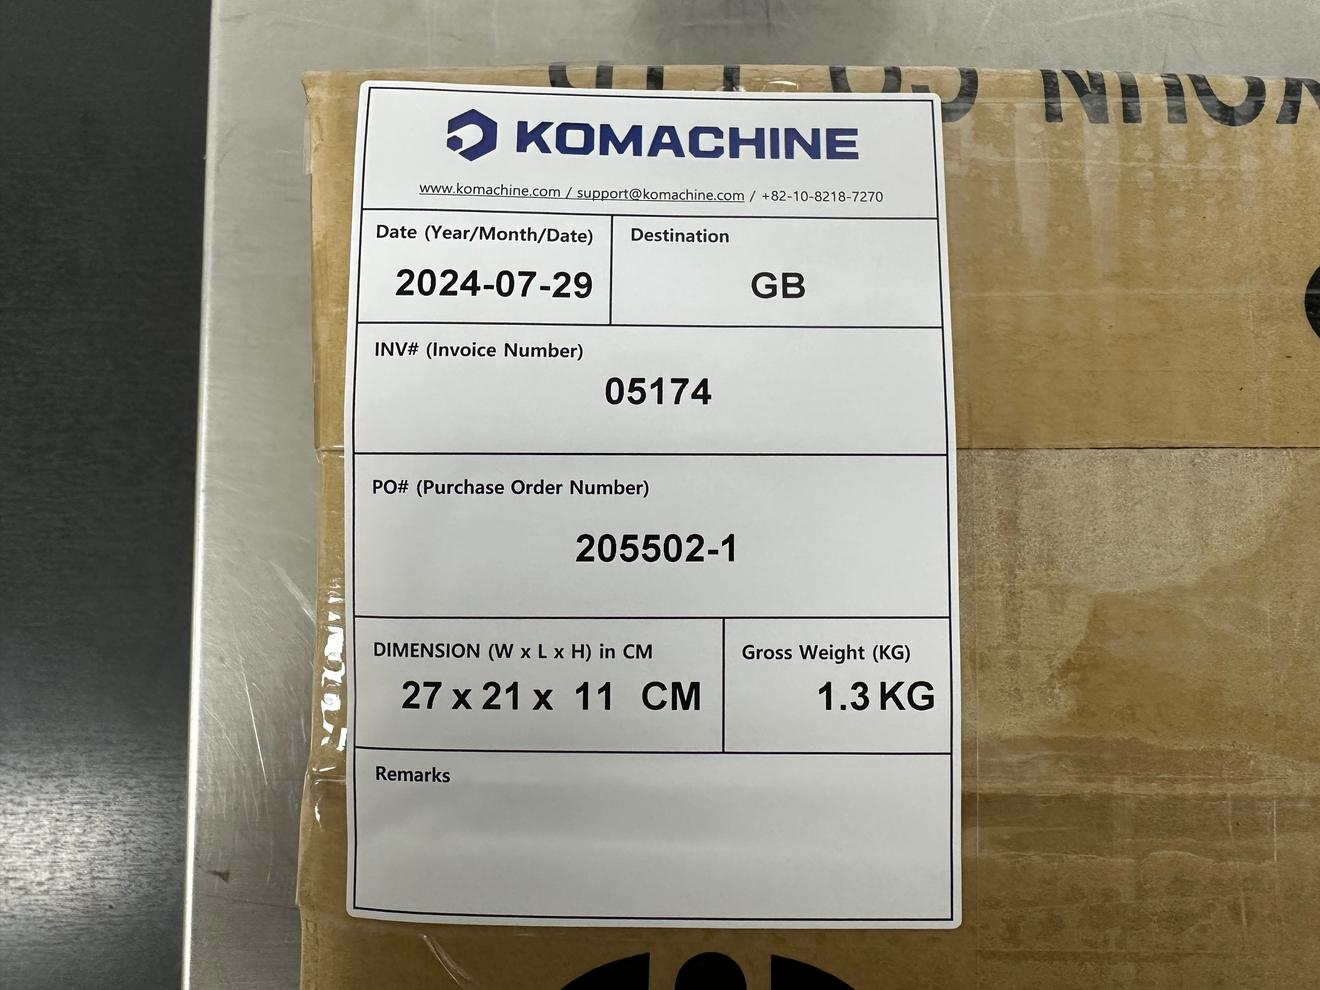 KOMACHINE
www.komachine.com / support@komachine.com / +82-10-8218-7270
Date (Year/Month/Date)
2024-07-29
Destination
GB
INV# (Invoice Number)
05174
PO# (Purchase Order Number)
205502-1
DIMENSION (W x L x H) in CM
27 x 21 x 11 CM
Gross Weight (KG)
1.3 KG
Remarks